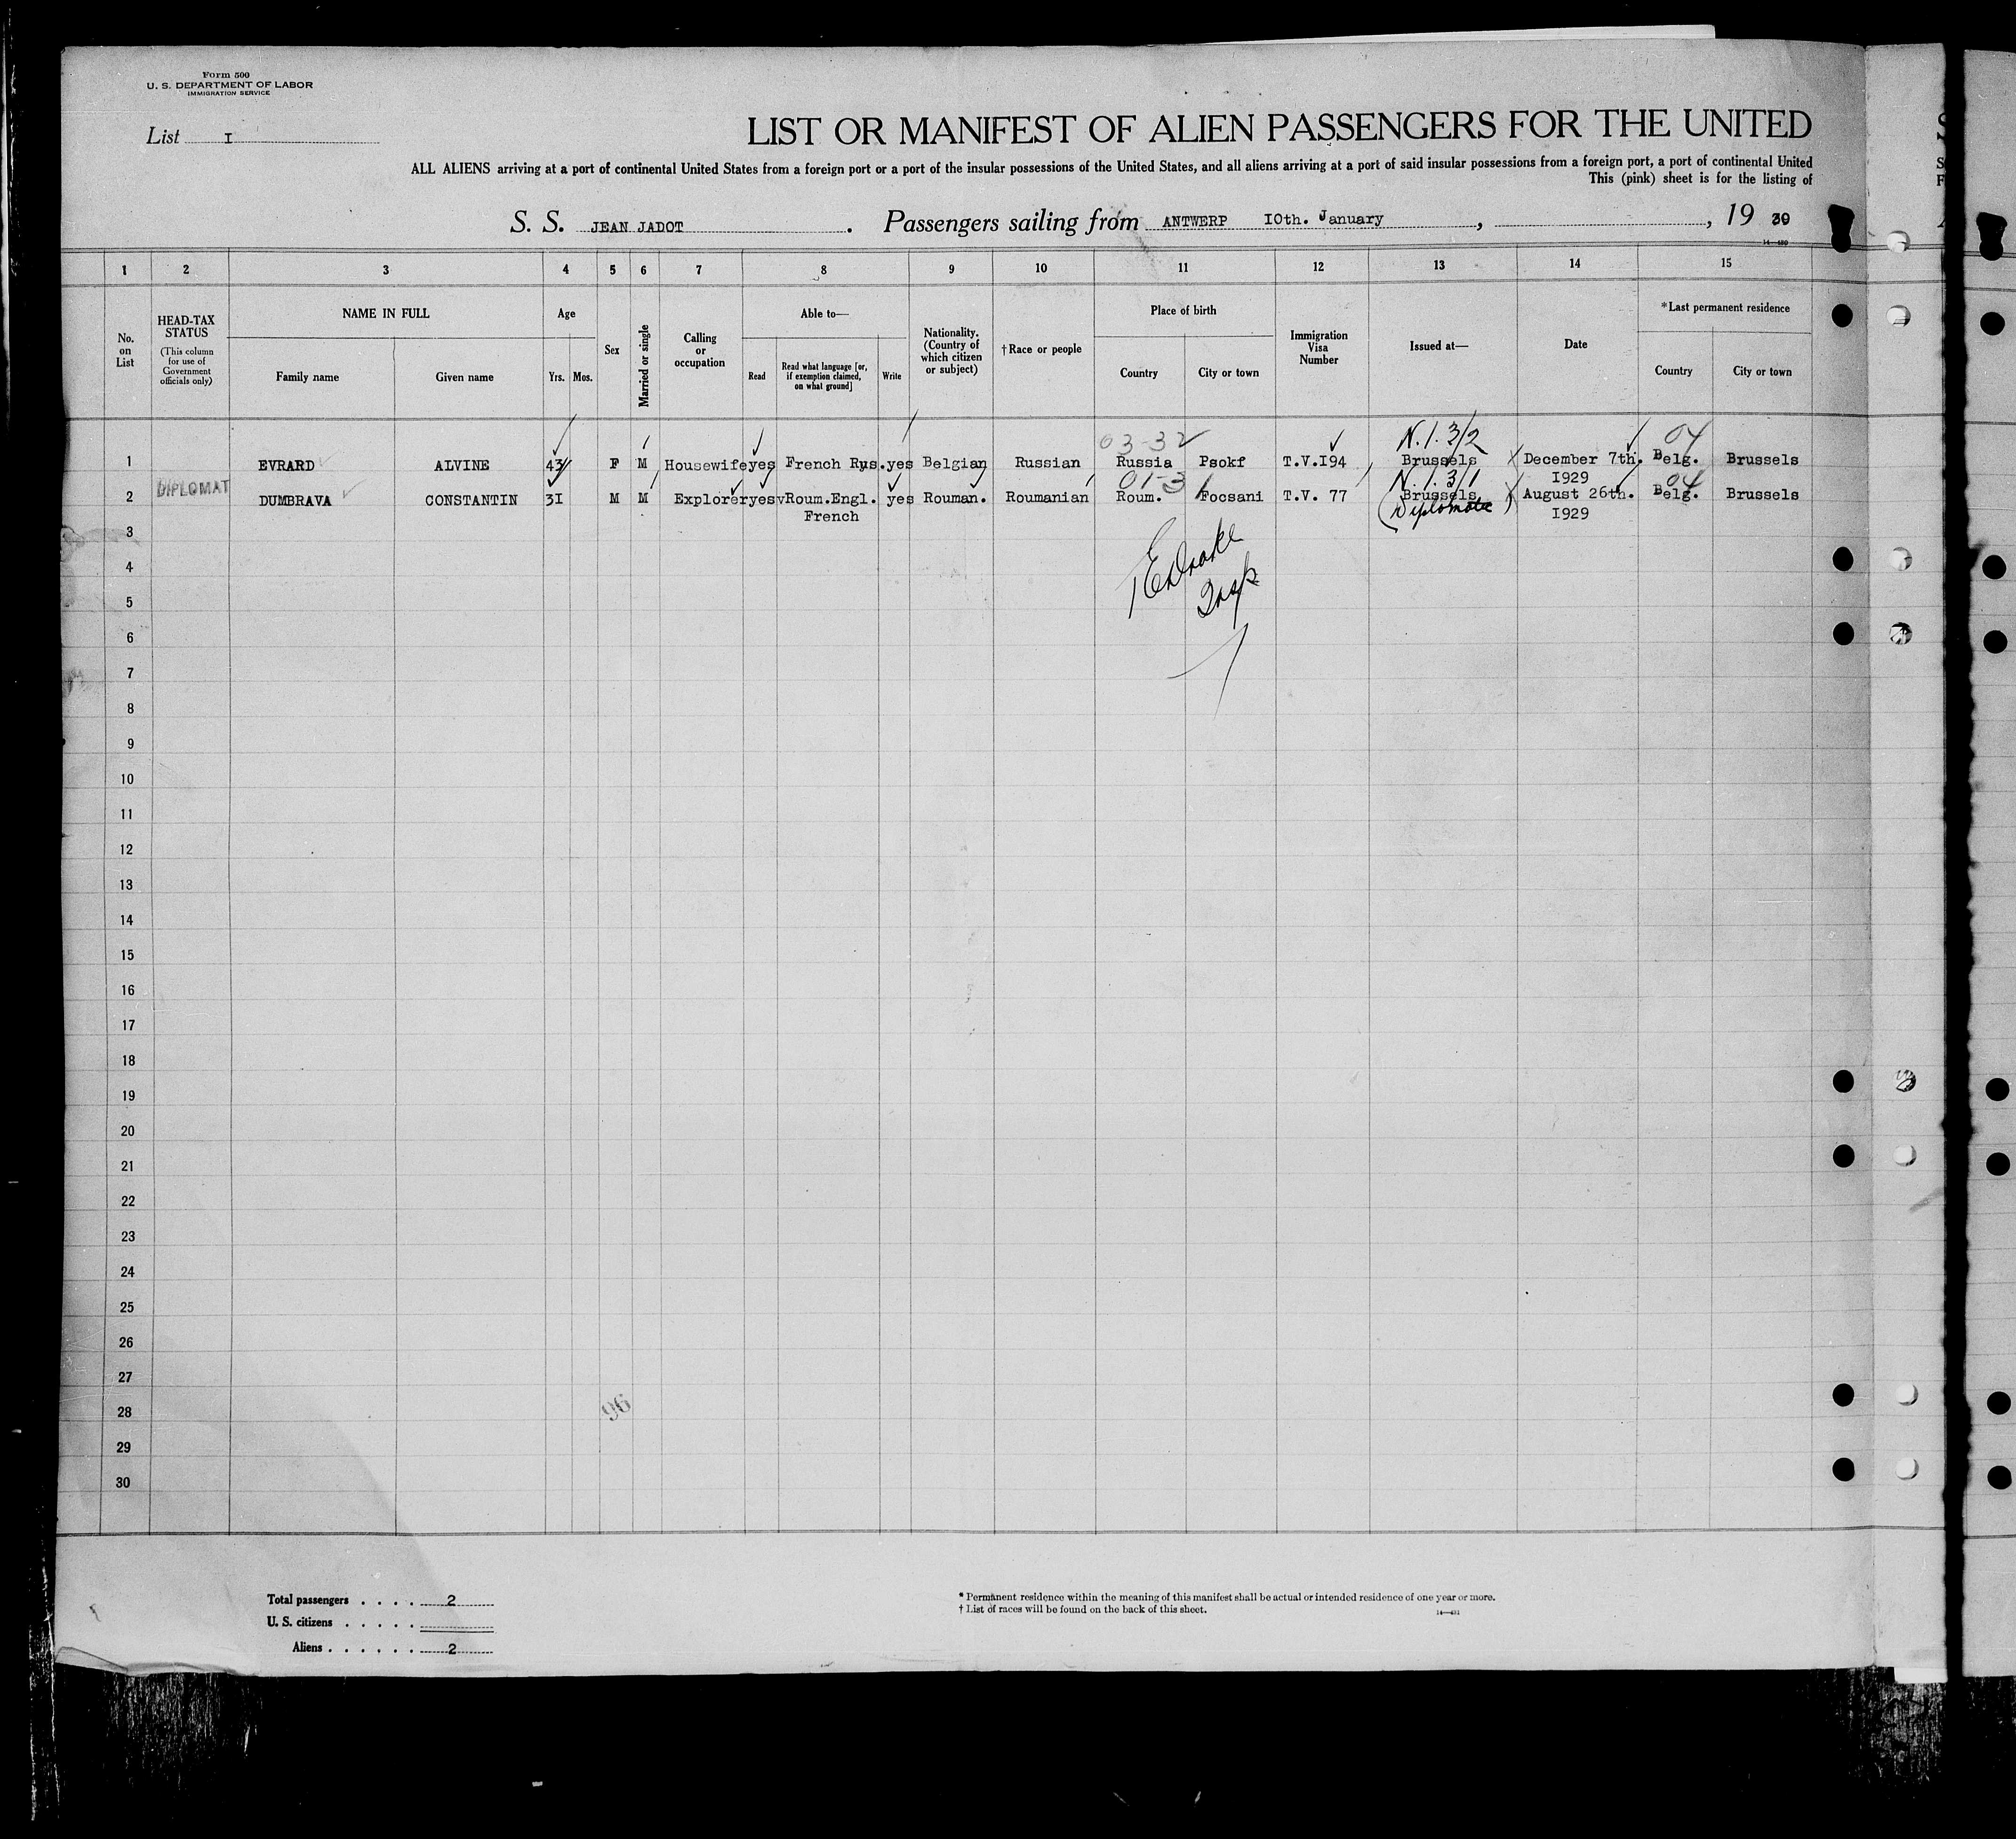 Form 500
U. S. DEPARTMENT OF LABOR
IMMIGRATION SERVICE
List I
LIST OR MANIFEST OF ALIEN PASSENGERS FOR THE UNITED
ALL ALIENS arriving at a port of continental United States from a foreign port or a port of the insular possessions of the United States, and all aliens arriving at a port of said insular possessions from a foreign port, a port of continental United
This (pink) sheet is for the listing of
S. S. JEAN JADOT . Passengers sailing from ANTWERP 10th. January , , 19 30
1 2 3 4 5 6 7 8 9 10 11 12 13 14 15
No. on List
HEAD-TAX STATUS
(This column for use of Government officials only)
NAME IN FULL
Family name Given name
Age
Yrs. Mos.
Sex
Married or single
Calling or occupation
Able to—
Read
Read what language [or, if exemption claimed, on what ground]
Write
Nationality. (Country of which citizen or subject)
†Race or people
Place of birth
Country City or town
Immigration Visa Number
Issued at—
Date
*Last permanent residence
Country City or town
03-32 N.I. 3/2 04
1 EVRARD ALVINE 43 F M Housewife yes French Rus. yes Belgian Russian Russia Psokf T.V.I94 Brussels December 7th. Belg. Brussels
I929
01-3 N.I. 3/1 04
2 DIPLOMAT DUMBRAVA CONSTANTIN 3I M M Explorer yes Roum.Engl. yes Rouman. Roumanian Roum. Focsani T.V. 77 Brussels August 26th. Belg. Brussels
French (Diplomate) I929
3
4
5
6
7
8
9
10
11
12
13
14
15
16
17
18
19
20
21
22
23
24
25
26
27
28
29
30
96
Total passengers . . . . 2
U. S. citizens . . . . .
Aliens . . . . . . 2
* Permanent residence within the meaning of this manifest shall be actual or intended residence of one year or more.
† List of races will be found on the back of this sheet.